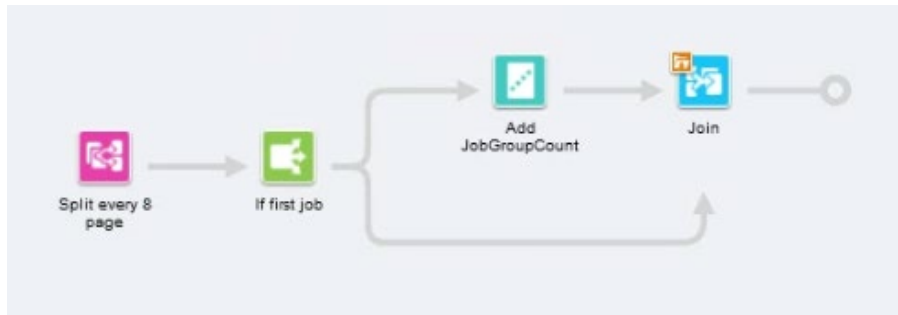 Add
JobGroupCount
Join
Split every 8
page
If first job